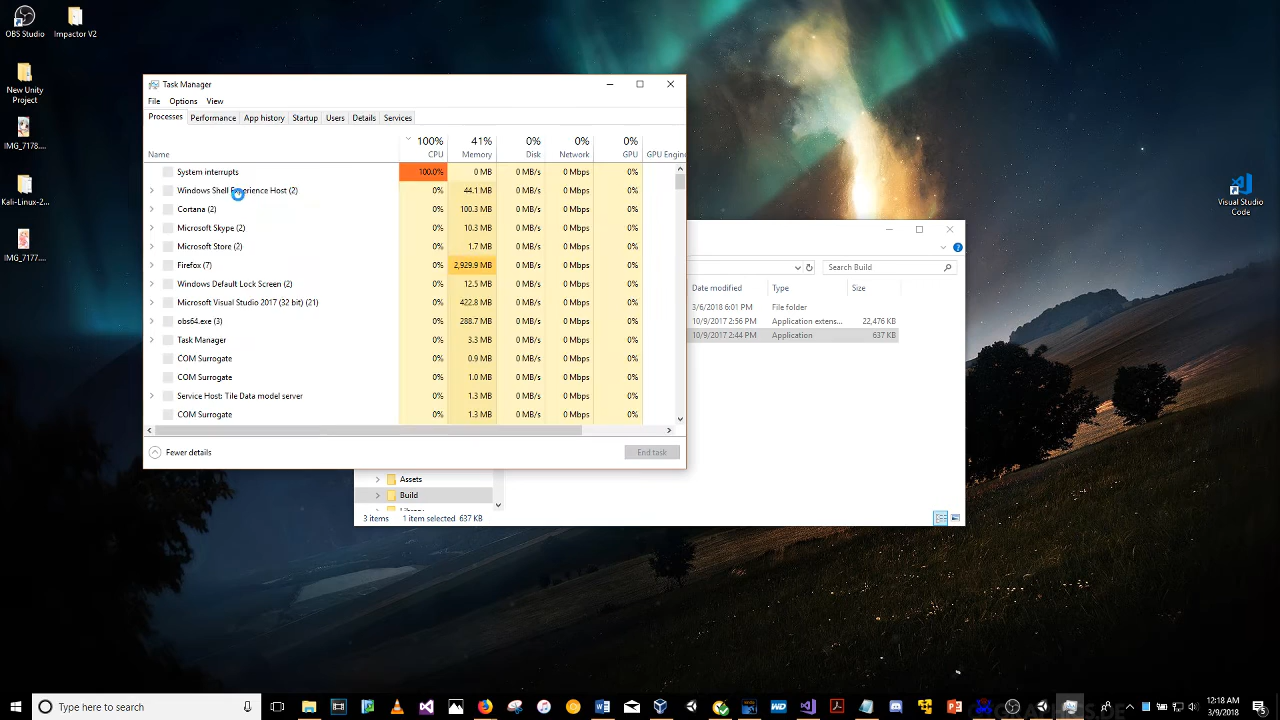 OBS Studio
Impactor V2
New Unity
Project
IMG_7178....
Kali-Linux-2...
IMG_7177....
Visual Studio
Code
Task Manager
File Options View
Processes Performance App history Startup Users Details Services
100% 41% 0% 0% 0%
Name CPU Memory Disk Network GPU GPU Engine
System interrupts 100.0% 0 MB 0 MB/s 0 Mbps 0%
Windows Shell Experience Host (2) 0% 44.1 MB 0 MB/s 0 Mbps 0%
Cortana (2) 0% 100.3 MB 0 MB/s 0 Mbps 0%
Microsoft Skype (2) 0% 10.3 MB 0 MB/s 0 Mbps 0%
Microsoft Store (2) 0% 1.7 MB 0 MB/s 0 Mbps 0%
Firefox (7) 0% 2,929.9 MB 0 MB/s 0 Mbps 0%
Windows Default Lock Screen (2) 0% 12.5 MB 0 MB/s 0 Mbps 0%
Microsoft Visual Studio 2017 (32 bit) (21) 0% 422.8 MB 0 MB/s 0 Mbps 0%
obs64.exe (3) 0% 288.7 MB 0 MB/s 0 Mbps 0%
Task Manager 0% 3.3 MB 0 MB/s 0 Mbps 0%
COM Surrogate 0% 0.9 MB 0 MB/s 0 Mbps 0%
COM Surrogate 0% 1.0 MB 0 MB/s 0 Mbps 0%
Service Host: Tile Data model server 0% 1.3 MB 0 MB/s 0 Mbps 0%
COM Surrogate 0% 1.3 MB 0 MB/s 0 Mbps 0%
Fewer details
End task
Search Build
Date modified Type Size
3/6/2018 6:01 PM File folder
10/9/2017 2:56 PM Application extens... 22,476 KB
10/9/2017 2:44 PM Application 637 KB
Assets
Build
Library
3 items 1 item selected 637 KB
Type here to search
WD
12:18 AM
3/9/2018